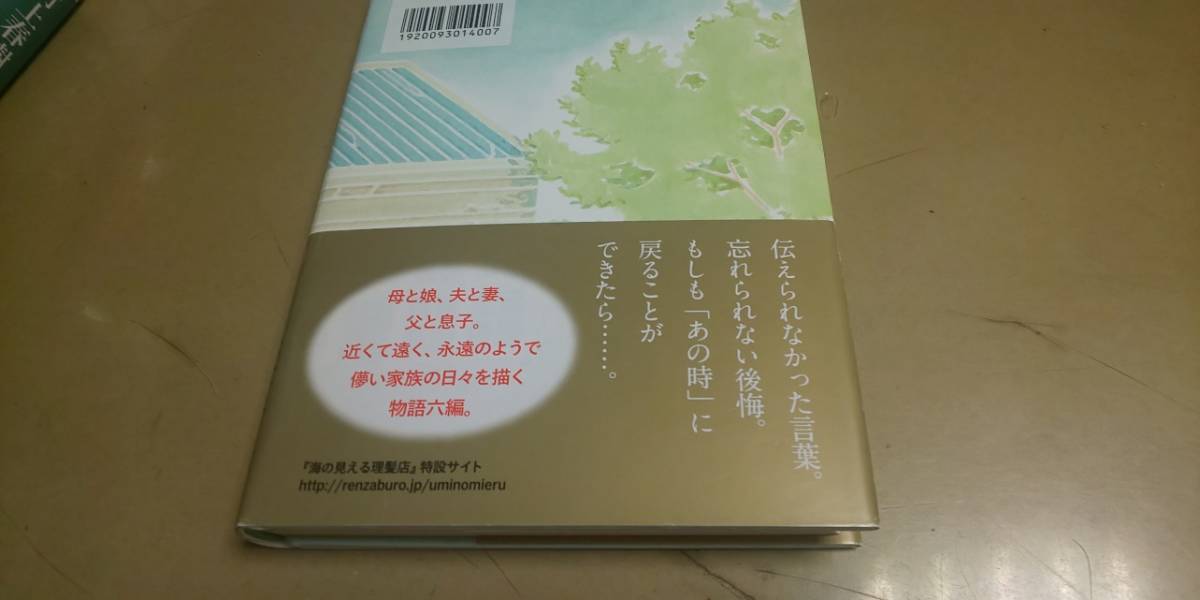 村上春樹
1920093014007
伝えられなかった言葉。
忘れられない後悔。
もしも「あの時」に
戻ることが
できたら……。
母と娘、夫と妻、
父と息子。
近くて遠く、永遠のようで
儚い家族の日々を描く
物語六編。
『海の見える理髪店』特設サイト
http://renzaburo.jp/uminomieru